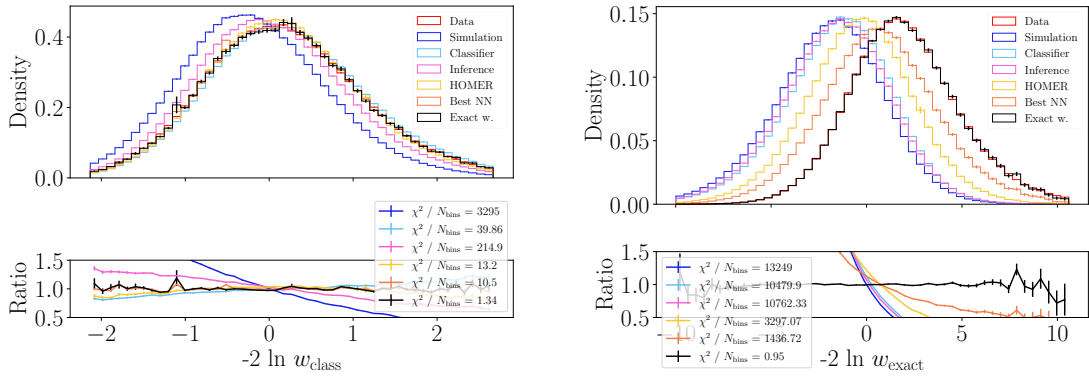 Density
0.4
0.2
0.0
Data
Simulation
Classifier
Inference
HOMER
Best NN
Exact w.
Ratio
1.5
1.0
0.5
χ² / N_bins = 3295
χ² / N_bins = 39.86
χ² / N_bins = 214.9
χ² / N_bins = 13.2
χ² / N_bins = 10.5
χ² / N_bins = 1.34
−2 −1 0 1 2
-2 ln w_class
Density
0.15
0.10
0.05
0.00
Data
Simulation
Classifier
Inference
HOMER
Best NN
Exact w.
Ratio
1.5
1.0
0.5
χ² / N_bins = 13249
χ² / N_bins = 10479.9
χ² / N_bins = 10762.33
χ² / N_bins = 3297.07
χ² / N_bins = 1436.72
χ² / N_bins = 0.95
−10 −5 0 5 10
-2 ln w_exact